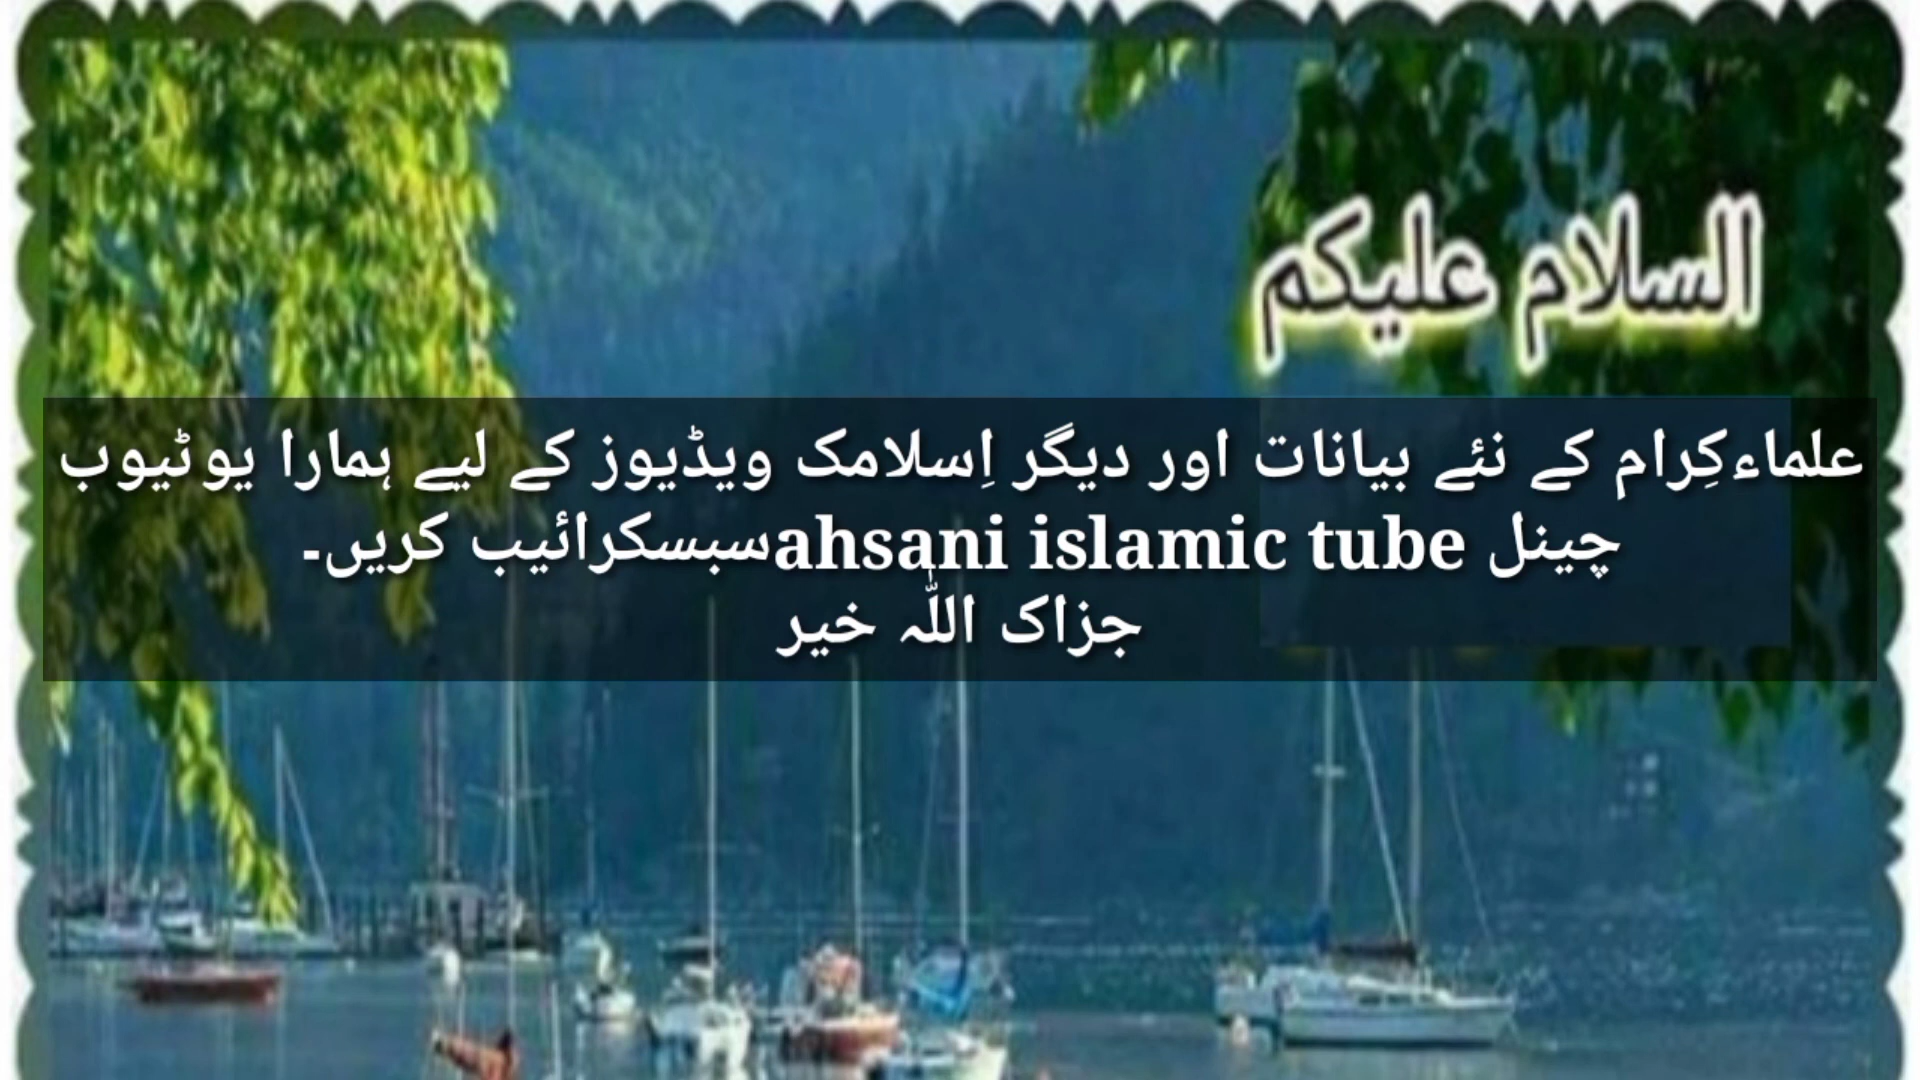 السلام علیکم
علماءکِرام کے نئے بیانات اور دیگر اِسلامک ویڈیوز کے لیے ہمارا یوٹیوب
چینل ahsani islamic tubeسبسکرائیب کریں۔
جزاک اللّٰہ خیر